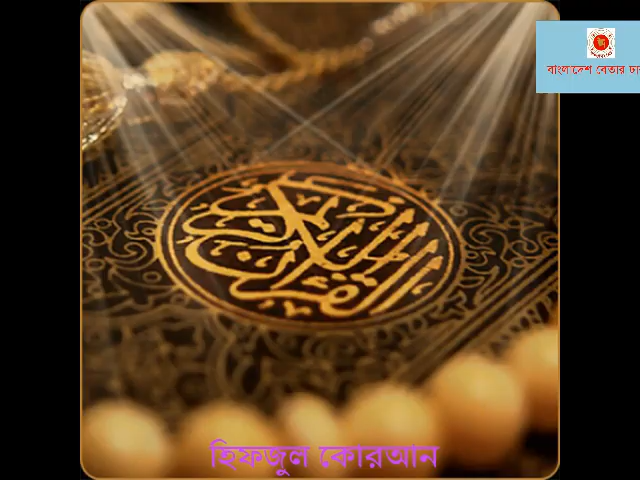 বাংলাদেশ বেতার ঢাকা
القرآن الكريم
হিফজুল কোরআন